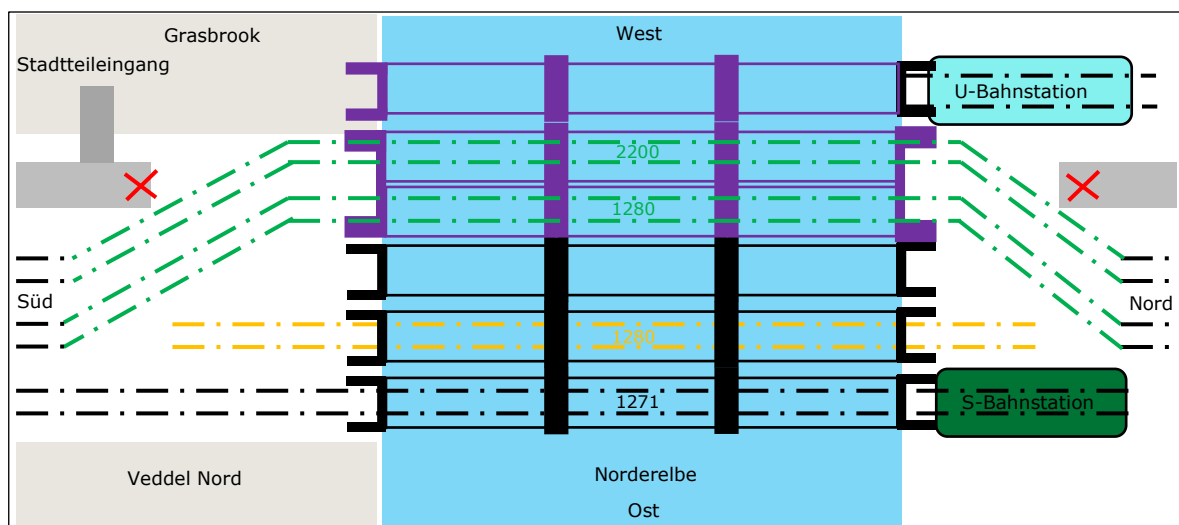 Grasbrook
West
Stadtteileingang
U-Bahnstation
2200
1280
Süd
Nord
1280
1271
S-Bahnstation
Veddel Nord
Norderelbe
Ost